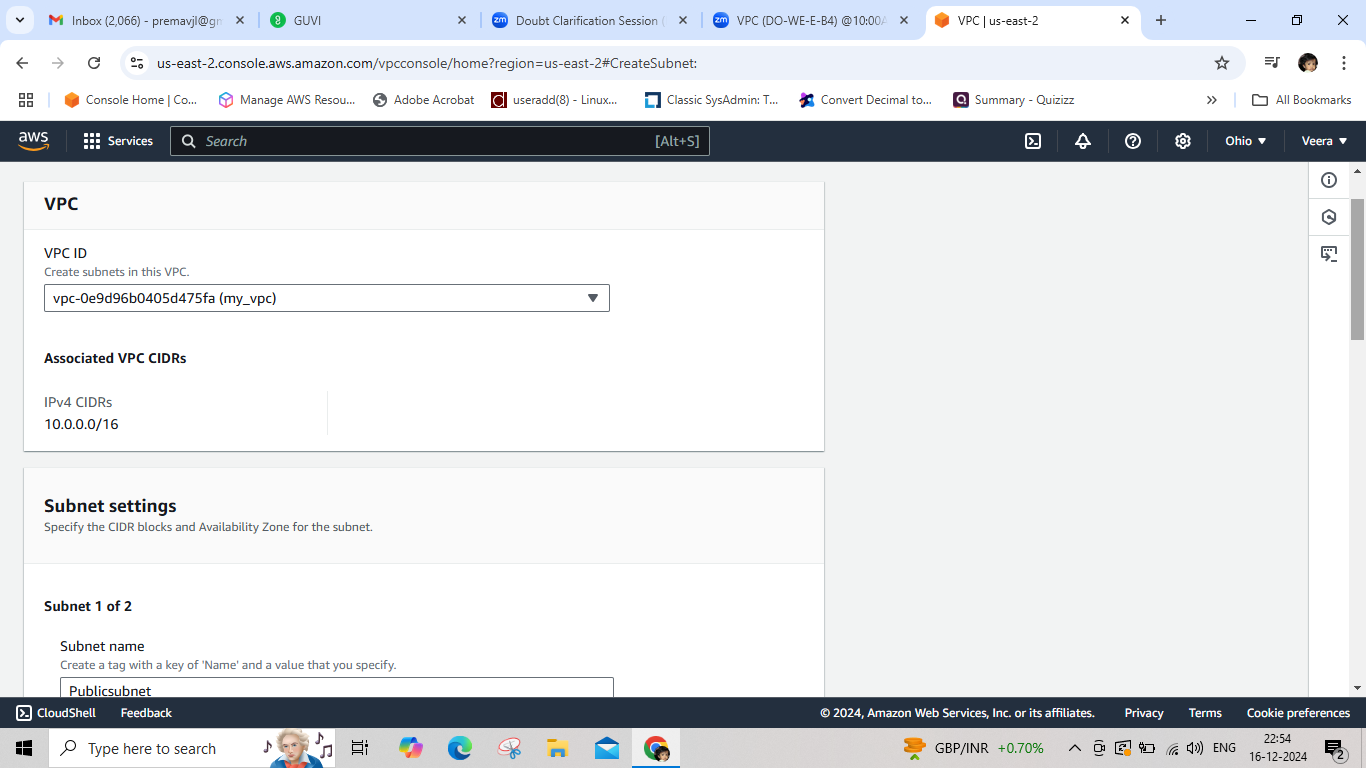 Inbox (2,066) - premavjl@gm
GUVI
Doubt Clarification Session (
VPC (DO-WE-E-B4) @10:00A
VPC | us-east-2
us-east-2.console.aws.amazon.com/vpcconsole/home?region=us-east-2#CreateSubnet:
Console Home | Co...
Manage AWS Resou...
Adobe Acrobat
useradd(8) - Linux...
Classic SysAdmin: T...
Convert Decimal to...
Summary - Quizizz
All Bookmarks
aws
Services
Search
[Alt+S]
Ohio
Veera
VPC
VPC ID
Create subnets in this VPC.
vpc-0e9d96b0405d475fa (my_vpc)
Associated VPC CIDRs
IPv4 CIDRs
10.0.0.0/16
Subnet settings
Specify the CIDR blocks and Availability Zone for the subnet.
Subnet 1 of 2
Subnet name
Create a tag with a key of 'Name' and a value that you specify.
Publicsubnet
CloudShell
Feedback
© 2024, Amazon Web Services, Inc. or its affiliates.
Privacy
Terms
Cookie preferences
Type here to search
GBP/INR +0.70%
ENG
22:54
16-12-2024
2